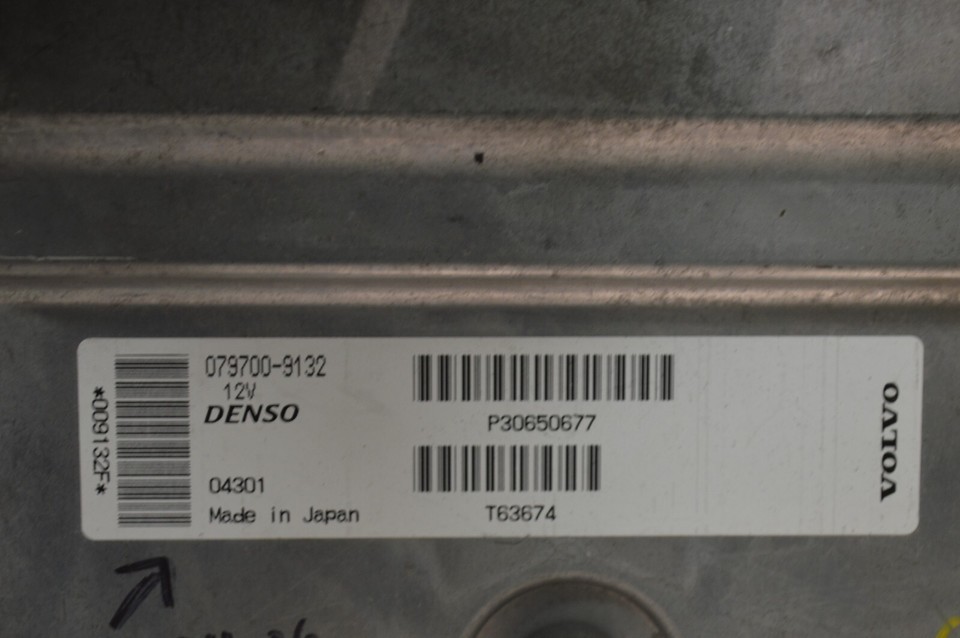 *009132F*
079700-9132
12V
DENSO
04301
Made in Japan
P30650677
T63674
VOLVO